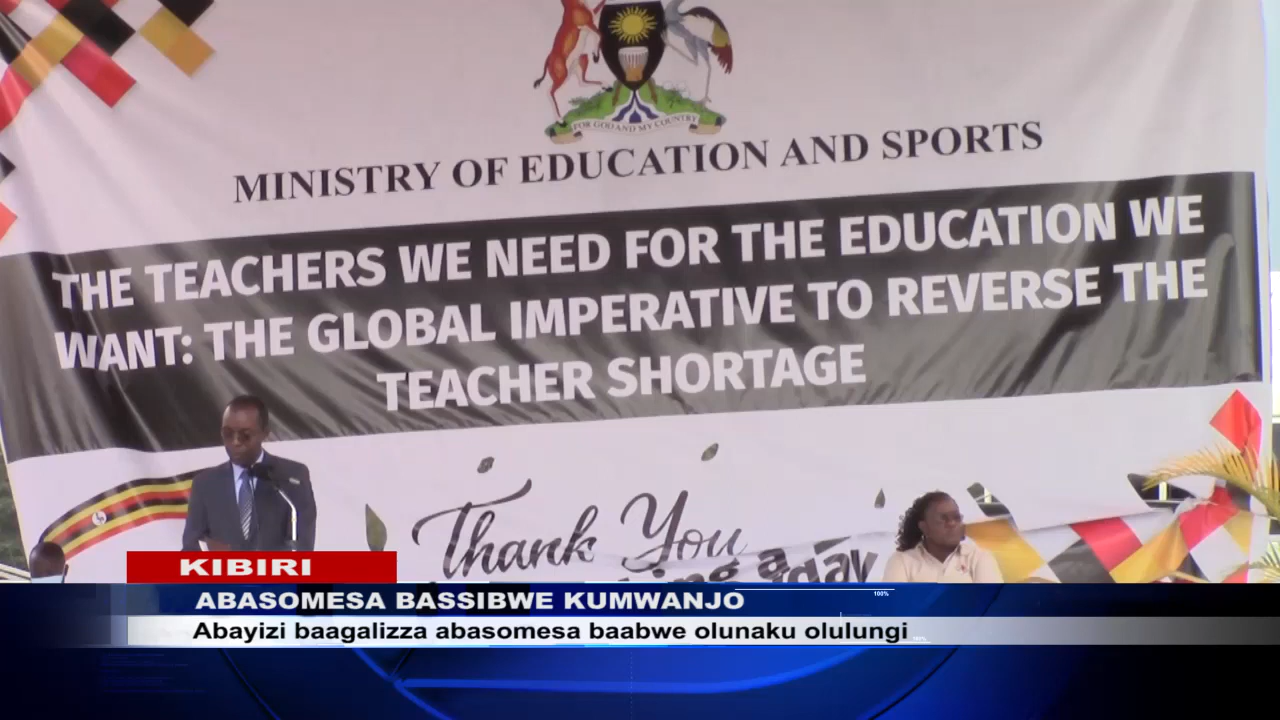 FOR GOD AND MY COUNTRY
MINISTRY OF EDUCATION AND SPORTS
THE TEACHERS WE NEED FOR THE EDUCATION WE
WANT: THE GLOBAL IMPERATIVE TO REVERSE THE
TEACHER SHORTAGE
Thank You
KIBIRI
ABASOMESA BASSIBWE KUMWANJO
100%
Abayizi baagalizza abasomesa baabwe olunaku olulungi
100%